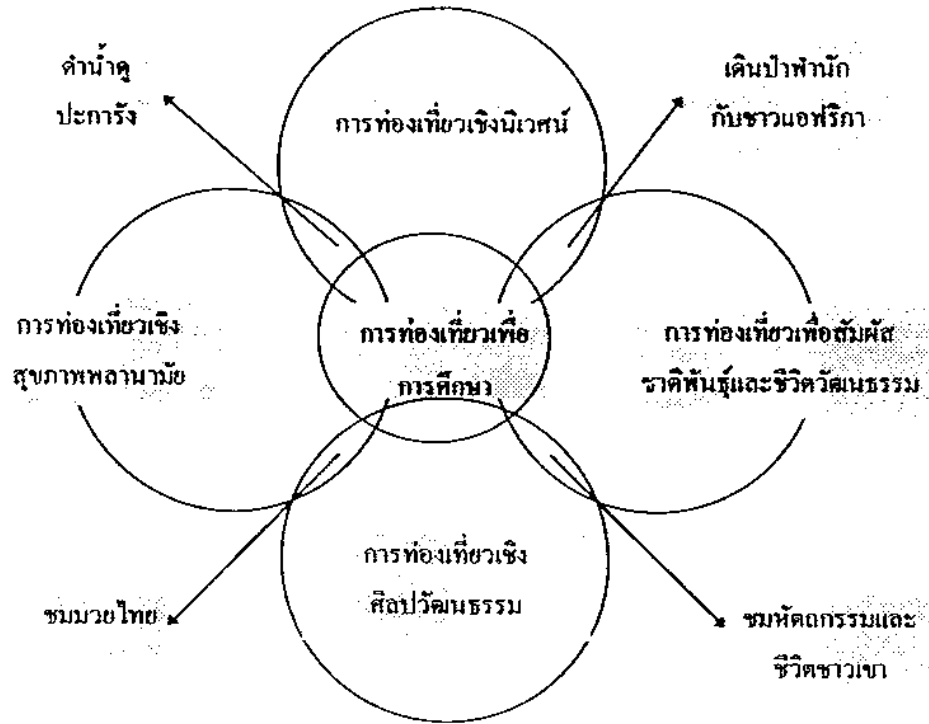 ดำน้ำดู
ปะการัง
การท่องเที่ยวเชิงนิเวศน์
เดินป่าพำนัก
กับชาวแอฟริกา
การท่องเที่ยวเชิง
สุขภาพพลานามัย
การท่องเที่ยวเพื่อ
การศึกษา
การท่องเที่ยวเพื่อสัมผัส
ชาติพันธุ์และชีวิตวัฒนธรรม
การท่องเที่ยวเชิง
ศิลปวัฒนธรรม
ชมมวยไทย
ชมหัตถกรรมและ
ชีวิตชาวเขา